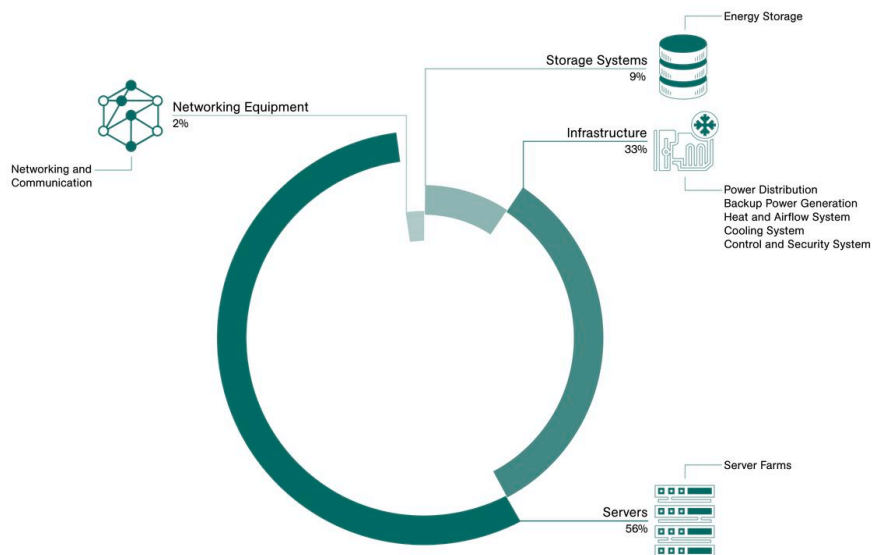 Energy Storage
Storage Systems
9%
Networking Equipment
2%
Infrastructure
33%
Networking and
Communication
Power Distribution
Backup Power Generation
Heat and Airflow System
Cooling System
Control and Security System
Server Farms
Servers
56%